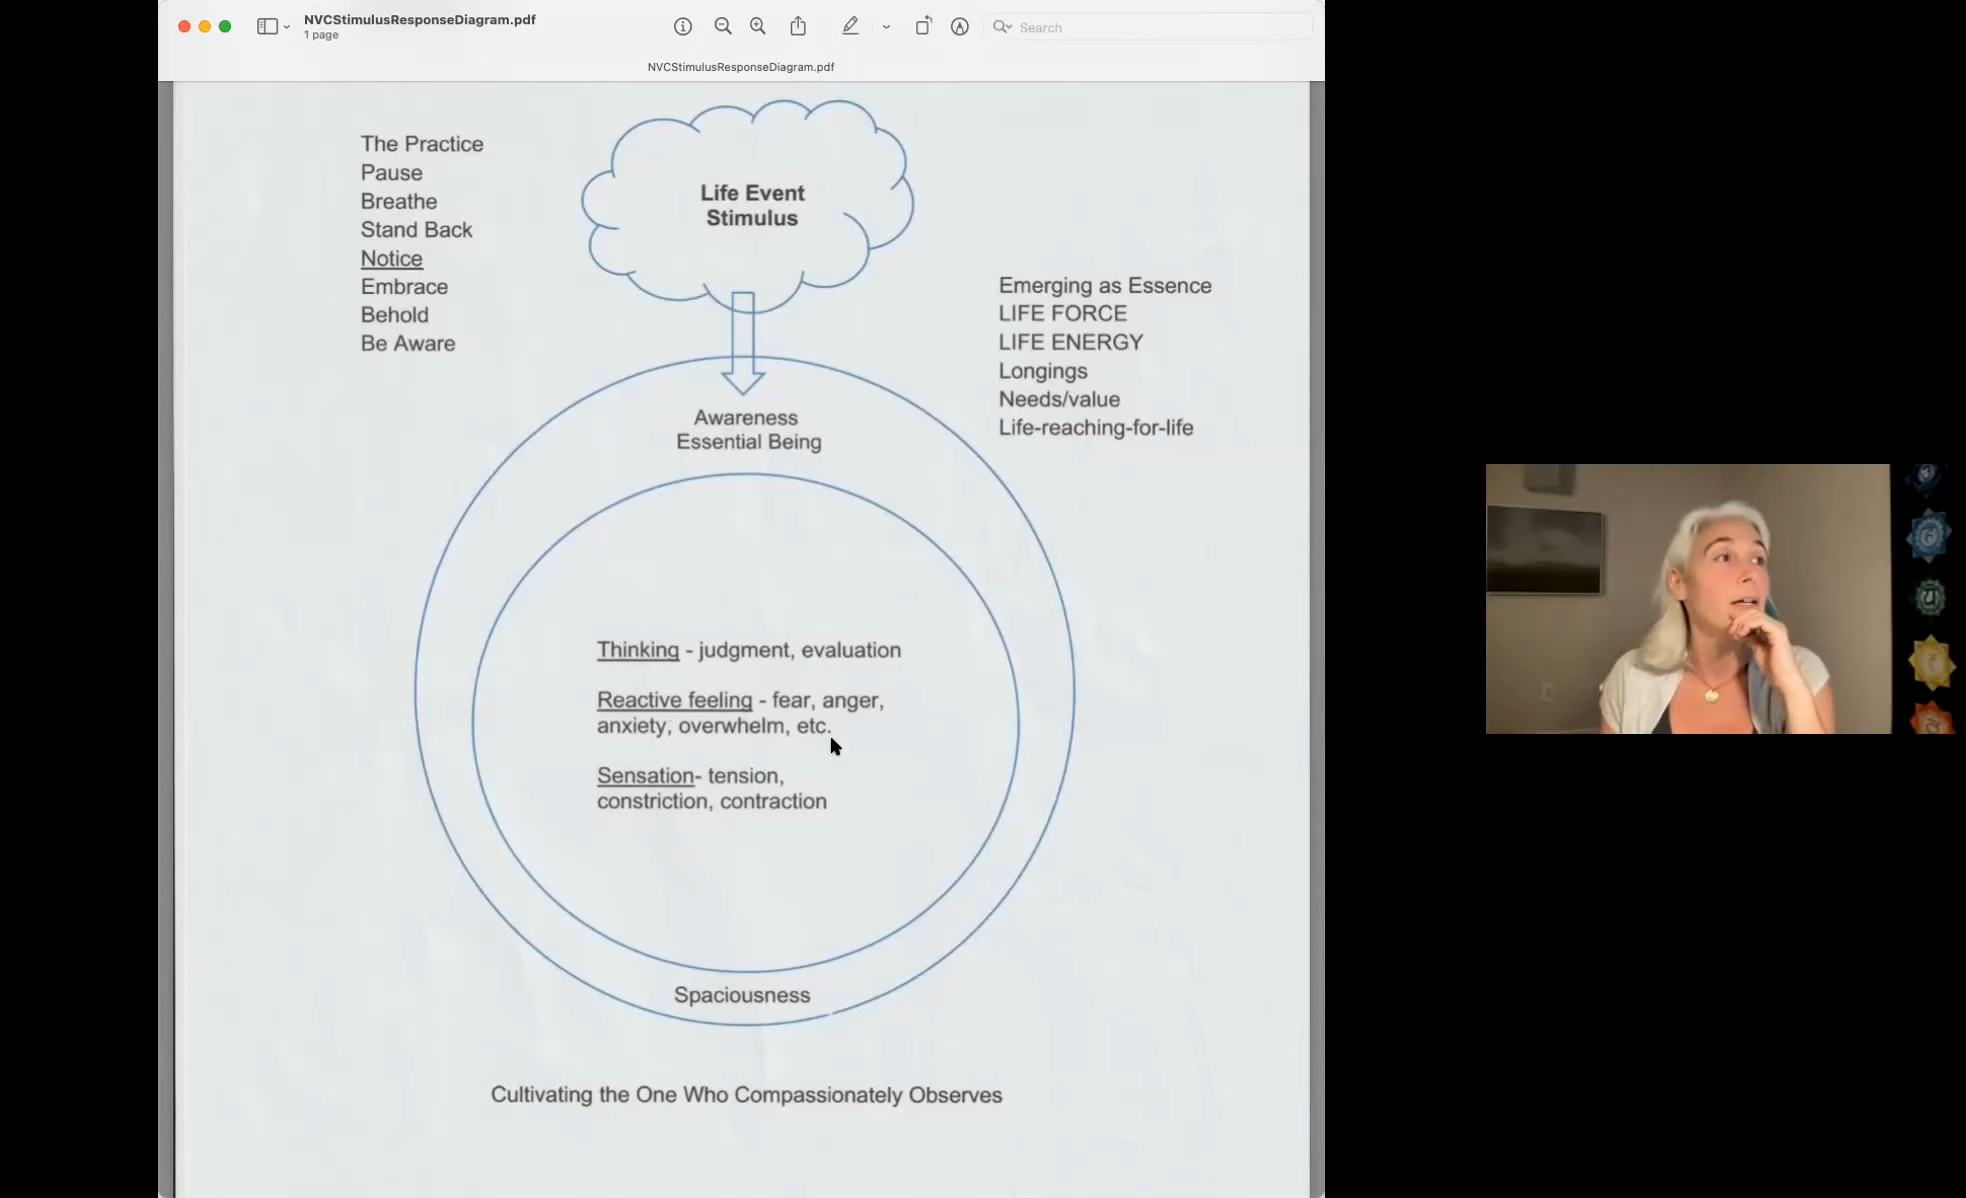 NVCStimulusResponseDiagram.pdf
1 page
Search
NVCStimulusResponseDiagram.pdf
The Practice
Pause
Breathe
Stand Back
Notice
Embrace
Behold
Be Aware
Life Event
Stimulus
Emerging as Essence
LIFE FORCE
LIFE ENERGY
Longings
Needs/value
Life-reaching-for-life
Awareness
Essential Being
Thinking - judgment, evaluation
Reactive feeling - fear, anger,
anxiety, overwhelm, etc.
Sensation- tension,
constriction, contraction
Spaciousness
Cultivating the One Who Compassionately Observes